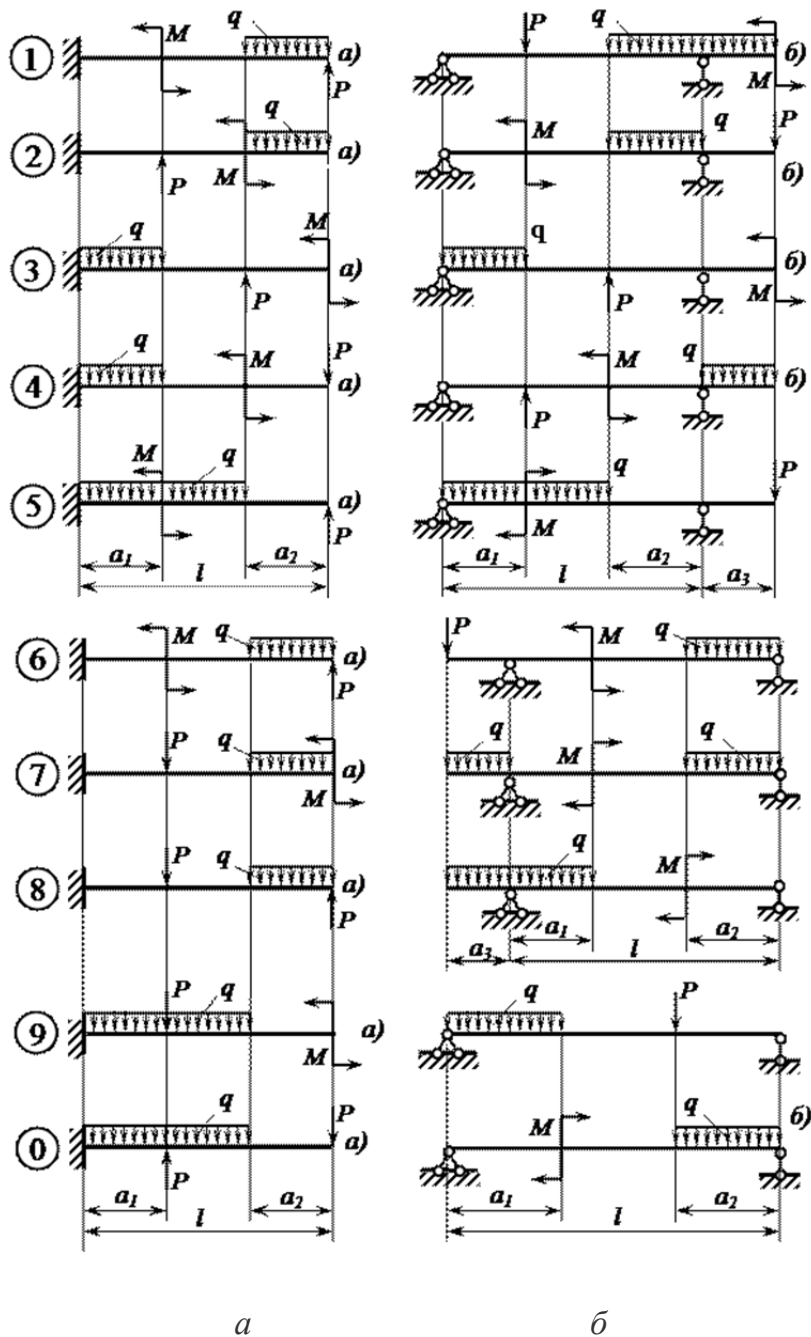 M q P
1 а) M q б)
P P
2 q а) M q б)
P M
3 q M а) q M б)
P P P
4 q M а) M q б)
P
5 M q а) q P
P M
a1 a2 a1 a2 a3
l l
M q P M q
6 а)
P
P q q M q
7 а)
M
P q q M
8 а)
P a1 a2
a3 l
P q q P
9 а)
M
P
0 q а) M q б)
P
a1 a2 a1 a2
l l
а б